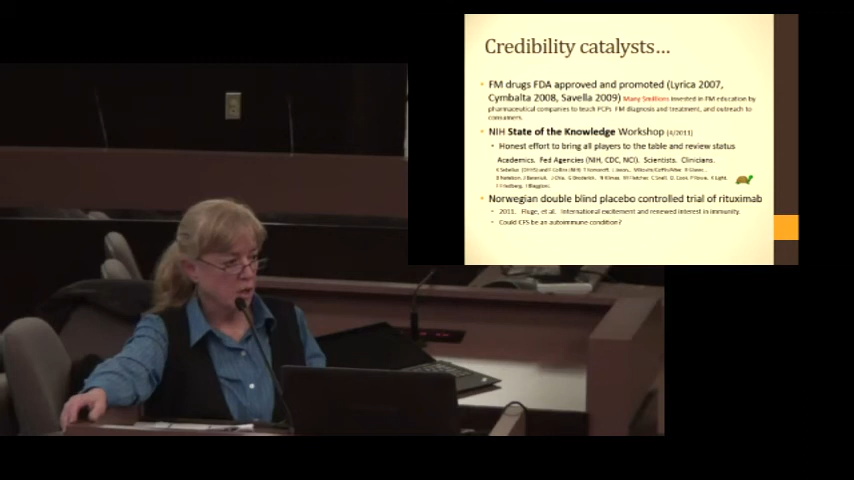 Credibility catalysts...
FM drugs FDA approved and promoted (Lyrica 2007,
Cymbalta 2008, Savella 2009) Many $millions invested in FM education by
pharmaceutical companies to teach PCPs FM diagnosis and treatment, and outreach to
consumers.
NIH State of the Knowledge Workshop (4/2011)
Honest effort to bring all players to the table and review status
Academics. Fed Agencies (NIH, CDC, NCI). Scientists. Clinicians.
Norwegian double blind placebo controlled trial of rituximab
2011. Fluge, et al. International excitement and renewed interest in immunity.
Could CFS be an autoimmune condition?